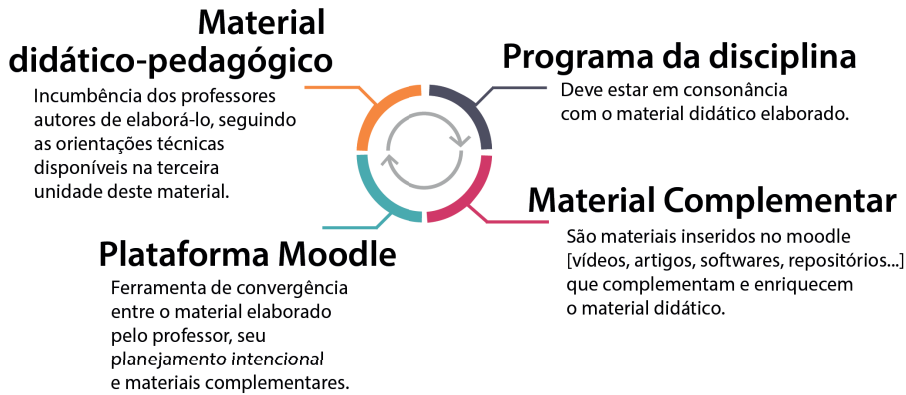 Material
didático-pedagógico
Incumbência dos professores
autores de elaborá-lo, seguindo
as orientações técnicas
disponíveis na terceira
unidade deste material.
Programa da disciplina
Deve estar em consonância
com o material didático elaborado.
Material Complementar
São materiais inseridos no moodle
[vídeos, artigos, softwares, repositórios...]
que complementam e enriquecem
o material didático.
Plataforma Moodle
Ferramenta de convergência
entre o material elaborado
pelo professor, seu
planejamento intencional
e materiais complementares.